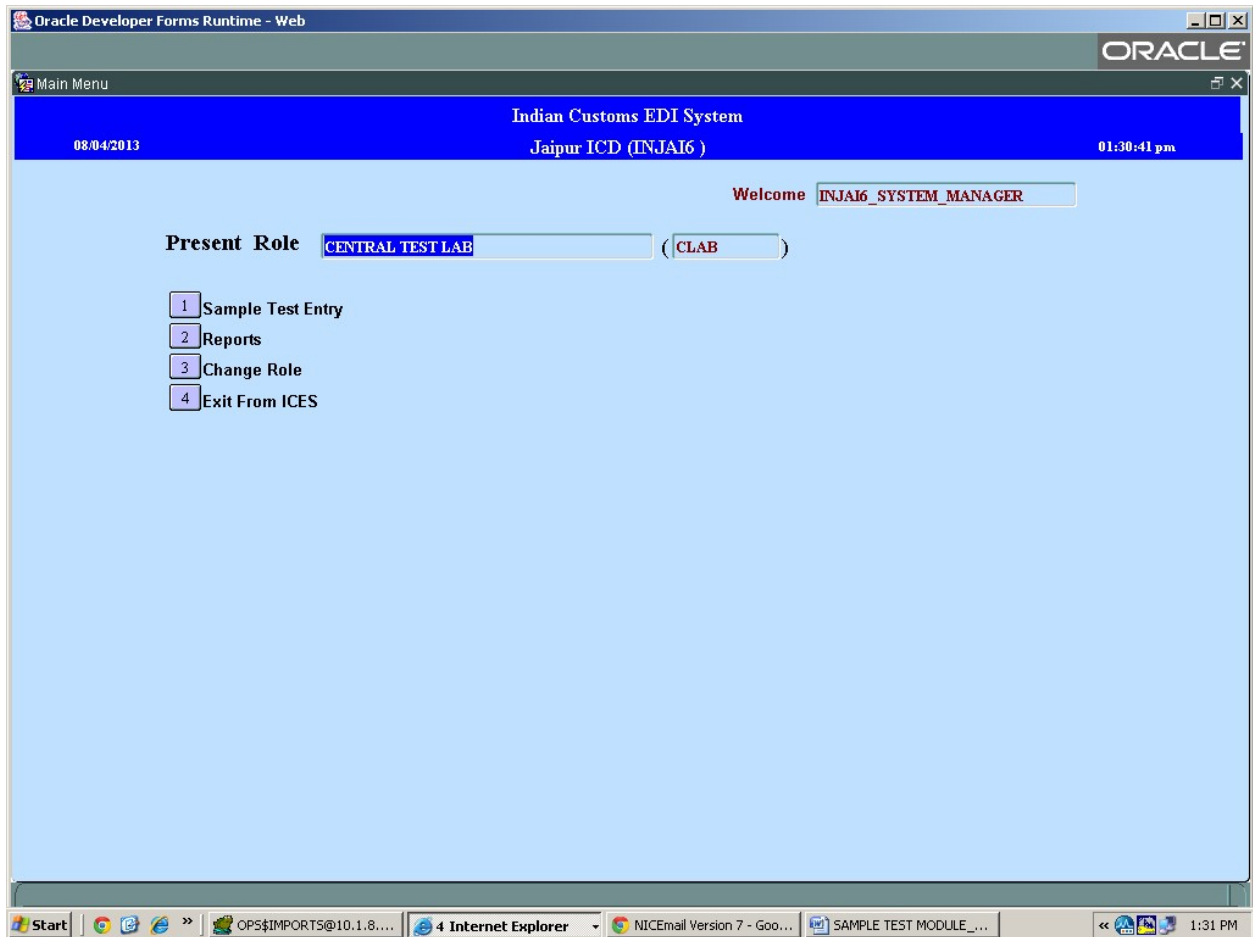 Oracle Developer Forms Runtime - Web
ORACLE
Main Menu
Indian Customs EDI System
08/04/2013 Jaipur ICD (INJAI6 ) 01:30:41 pm
Welcome INJAI6_SYSTEM_MANAGER
Present Role CENTRAL TEST LAB ( CLAB )
1 Sample Test Entry
2 Reports
3 Change Role
4 Exit From ICES
Start » OPS$IMPORTS@10.1.8.... 4 Internet Explorer NICEmail Version 7 - Goo... SAMPLE TEST MODULE_... « 1:31 PM